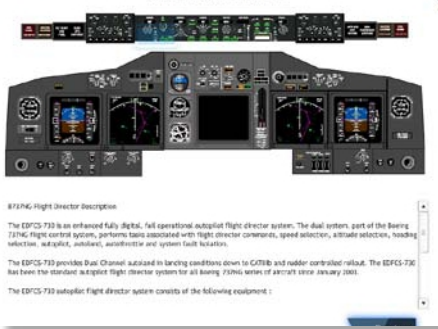 B737NG Flight Director Description
The EDFCS-730 is an enhanced fully digital, fail operational autopilot flight director system. The dual system, part of the Boeing
737NG flight control system, performs tasks associated with flight director commands, speed selection, altitude selection, heading
selection, autopilot, autoland, autothrottle and system fault isolation.
The EDFCS-730 provides Dual Channel autoland in landing conditions down to CATIIIb and rudder controlled rollout. The EDFCS-730
has been the standard autopilot flight director system for all Boeing 737NG series of aircraft since January 2001.
The EDFCS-730 autopilot flight director system consists of the following equipment :